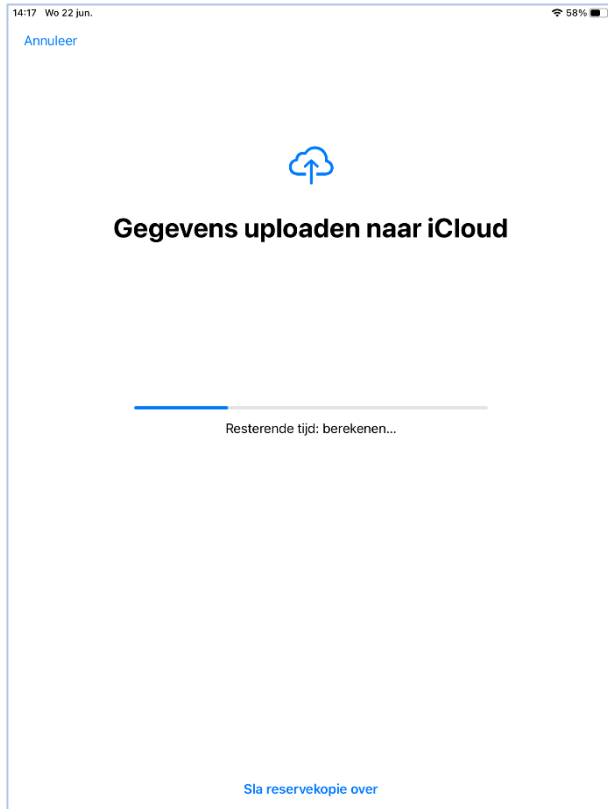 14:17 Wo 22 jun. 58%
Annuleer
Gegevens uploaden naar iCloud
Resterende tijd: berekenen...
Sla reservekopie over